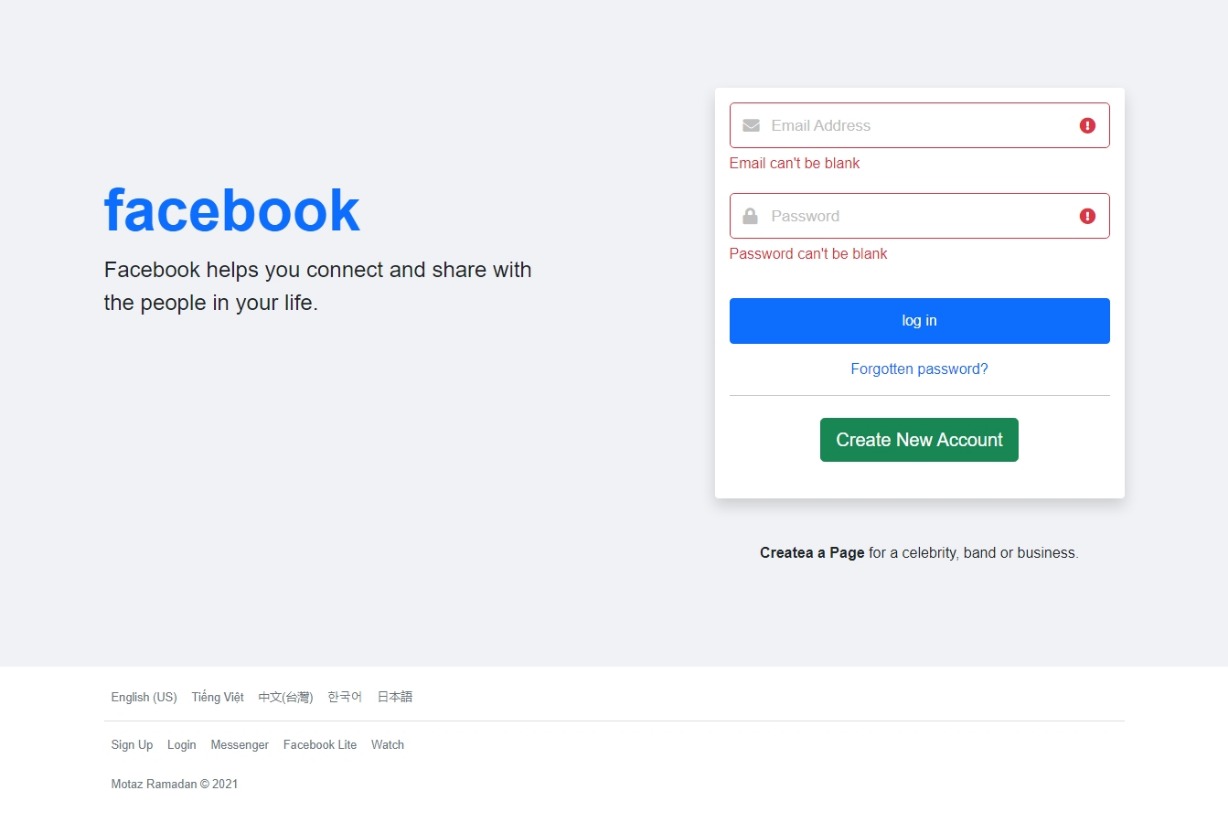 facebook
Facebook helps you connect and share with
the people in your life.
Email Address
Email can't be blank
Password
Password can't be blank
log in
Forgotten password?
Create New Account
Createa a Page for a celebrity, band or business.
English (US) Tiếng Việt 中文(台灣) 한국어 日本語
Sign Up Login Messenger Facebook Lite Watch
Motaz Ramadan © 2021